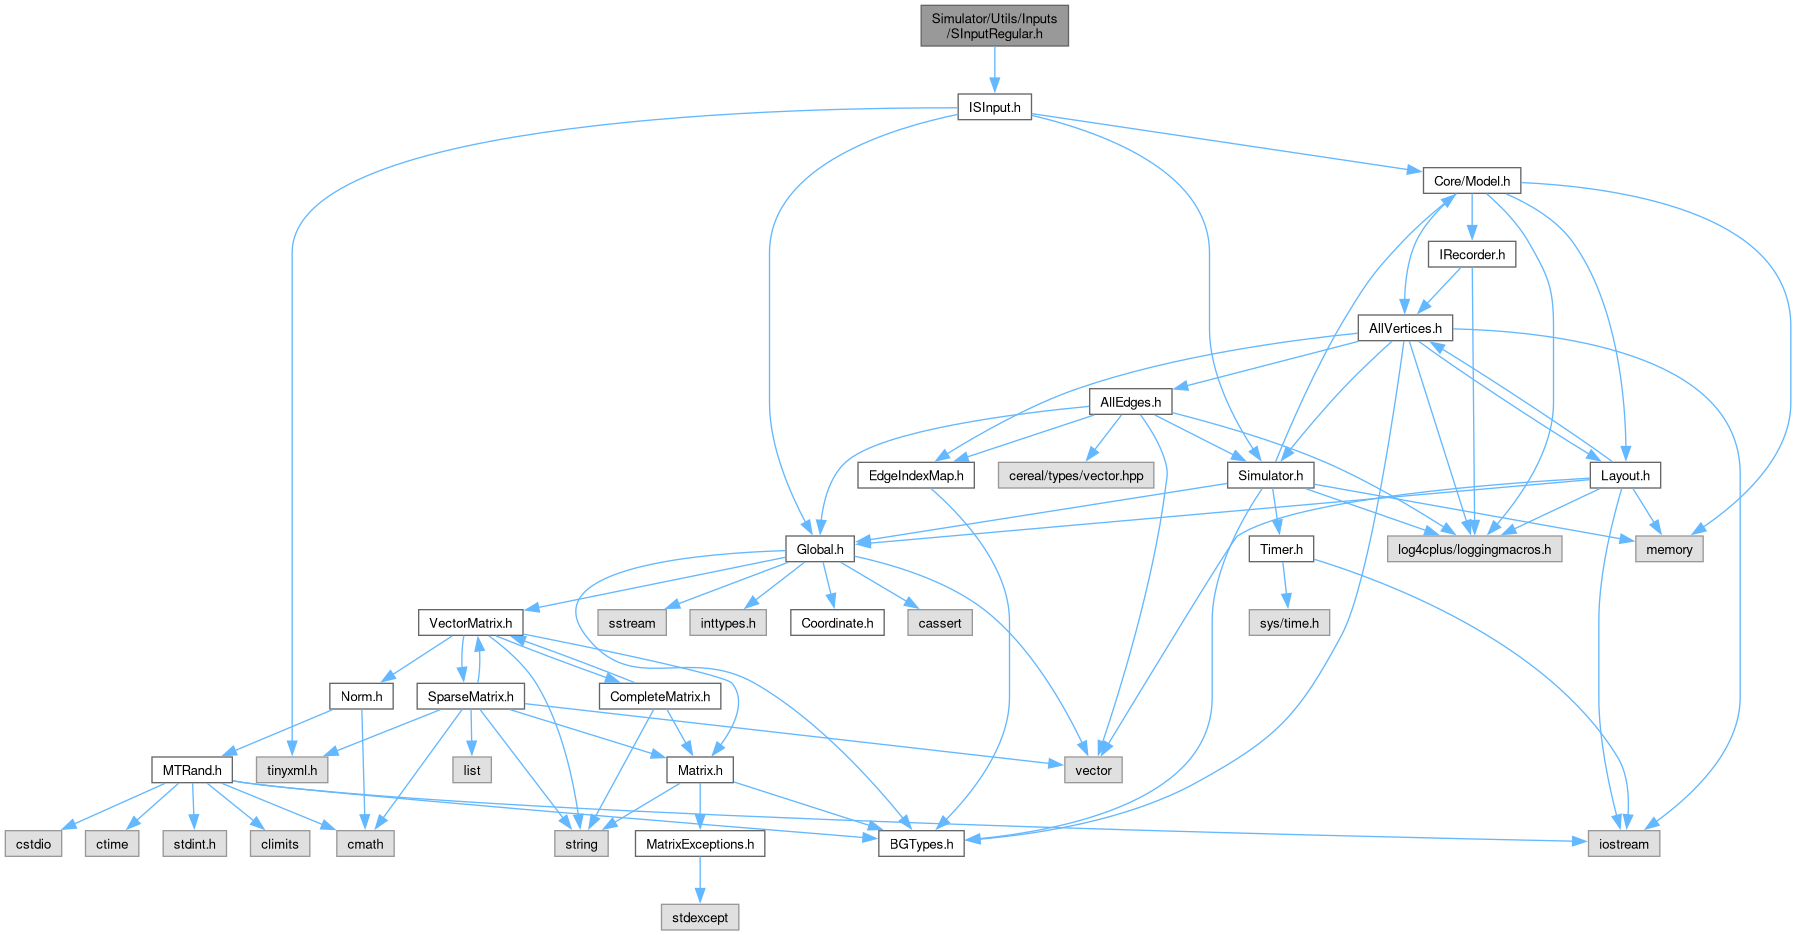 Simulator/Utils/Inputs
/SInputRegular.h
ISInput.h
Core/Model.h
IRecorder.h
AllVertices.h
AllEdges.h
EdgeIndexMap.h
cereal/types/vector.hpp
Simulator.h
Layout.h
Global.h
Timer.h
log4cplus/loggingmacros.h
memory
VectorMatrix.h
sstream
inttypes.h
Coordinate.h
cassert
sys/time.h
Norm.h
SparseMatrix.h
CompleteMatrix.h
MTRand.h
tinyxml.h
list
Matrix.h
vector
cstdio
ctime
stdint.h
climits
cmath
string
MatrixExceptions.h
BGTypes.h
iostream
stdexcept